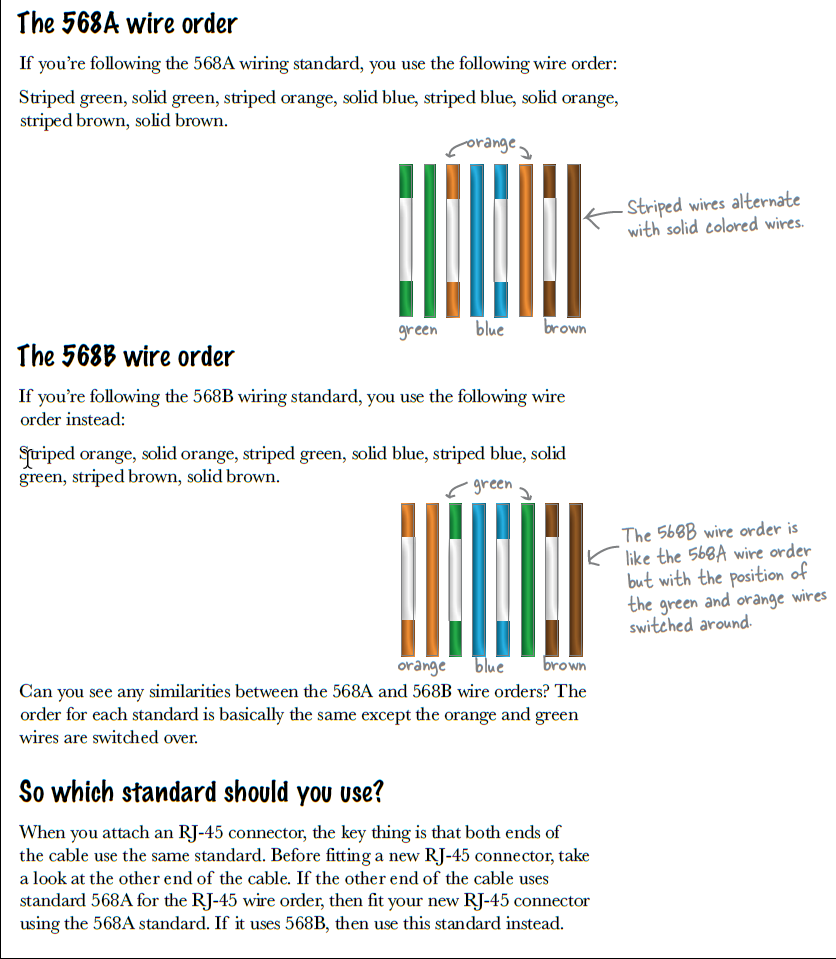 The 568A wire order
If you're following the 568A wiring standard, you use the following wire order:
Striped green, solid green, striped orange, solid blue, striped blue, solid orange,
striped brown, solid brown.
orange
Striped wires alternate
with solid colored wires.
green blue brown
The 568B wire order
If you're following the 568B wiring standard, you use the following wire
order instead:
Striped orange, solid orange, striped green, solid blue, striped blue, solid
green, striped brown, solid brown.
green
The 568B wire order is
like the 568A wire order
but with the position of
the green and orange wires
switched around.
orange blue brown
Can you see any similarities between the 568A and 568B wire orders? The
order for each standard is basically the same except the orange and green
wires are switched over.
So which standard should you use?
When you attach an RJ-45 connector, the key thing is that both ends of
the cable use the same standard. Before fitting a new RJ-45 connector, take
a look at the other end of the cable. If the other end of the cable uses
standard 568A for the RJ-45 wire order, then fit your new RJ-45 connector
using the 568A standard. If it uses 568B, then use this standard instead.